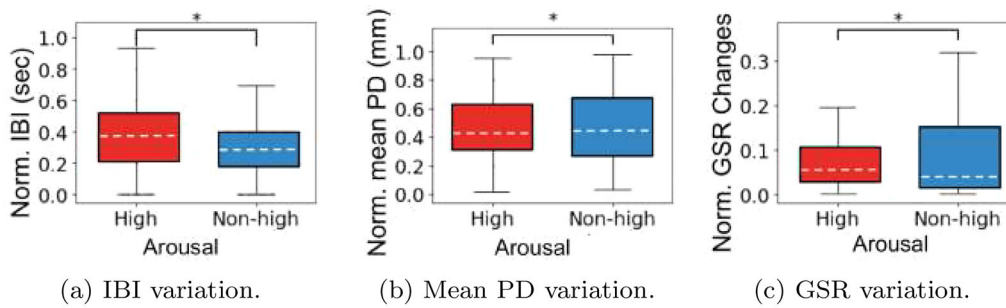 *
Norm. IBI (sec)
1.0
0.8
0.6
0.4
0.2
0.0
High Non-high
Arousal
(a) IBI variation.
*
Norm. mean PD (mm)
1.0
0.8
0.6
0.4
0.2
0.0
High Non-high
Arousal
(b) Mean PD variation.
*
Norm. GSR Changes
0.3
0.2
0.1
0.0
High Non-high
Arousal
(c) GSR variation.